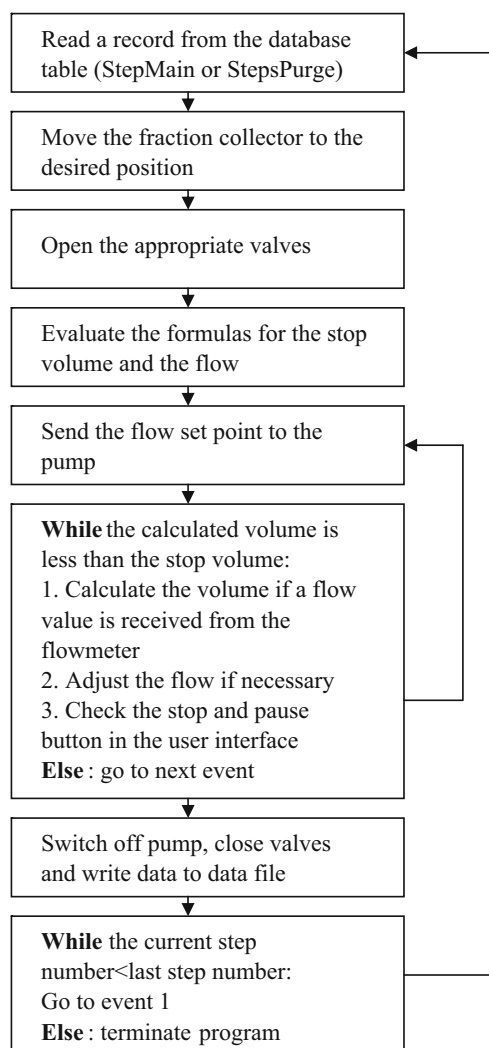 Read a record from the database
table (StepMain or StepsPurge)
Move the fraction collector to the
desired position
Open the appropriate valves
Evaluate the formulas for the stop
volume and the flow
Send the flow set point to the
pump
While the calculated volume is
less than the stop volume:
1. Calculate the volume if a flow
value is received from the
flowmeter
2. Adjust the flow if necessary
3. Check the stop and pause
button in the user interface
Else : go to next event
Switch off pump, close valves
and write data to data file
While the current step
number<last step number:
Go to event 1
Else : terminate program